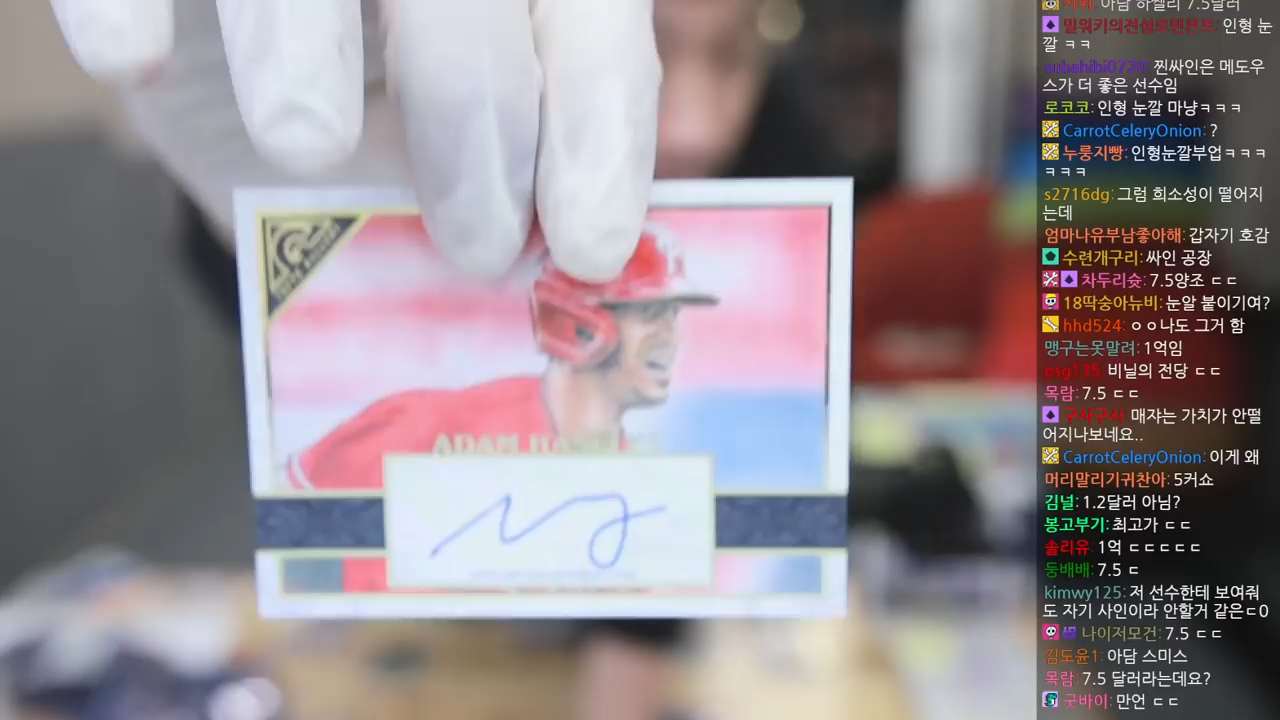 ADAM
키위: 아담 하셀리 7.5달러
밀워키의전설로맨몬트: 인형 눈
깔 ㅋㅋ
subshibi0720: 찐싸인은 메도우
스가 더 좋은 선수임
로코코: 인형 눈깔 마냥ㅋㅋㅋ
CarrotCeleryOnion: ?
누룽지빵: 인형눈깔부업ㅋㅋㅋ
ㅋㅋㅋ
s2716dg: 그럼 희소성이 떨어지
는데
엄마나유부남좋아해: 갑자기 호감
수련개구리: 싸인 공장
차두리슛: 7.5양조 ㄷㄷ
18딱숭아뉴비: 눈알 붙이기여?
hhd524: ㅇㅇ나도 그거 함
맹구는못말려: 1억임
psg135: 비닐의 전당 ㄷㄷ
목람: 7.5 ㄷㄷ
구사구사: 매쟈는 가치가 안떨
어지나보네요..
CarrotCeleryOnion: 이게 왜
머리말리기귀찬아: 5커쇼
김널: 1.2달러 아님?
봉고부기: 최고가 ㄷㄷ
솔리유: 1억 ㄷㄷㄷㄷㄷ
둥배배: 7.5 ㄷ
kimwy125: 저 선수한테 보여줘
도 자기 사인이라 안할거 같은ㄷ0
나이저모건: 7.5 ㄷㄷ
김도윤1: 아담 스미스
목람: 7.5 달러라는데요?
굿바이: 만언 ㄷㄷ